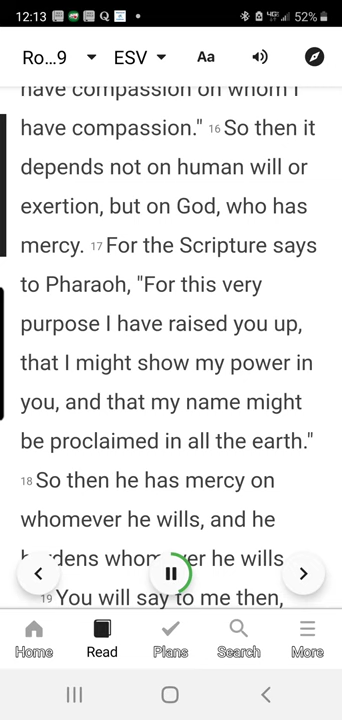 12:13
Q
52%
Ro...9 ESV Aa
have compassion on whom I
have compassion." 16 So then it
depends not on human will or
exertion, but on God, who has
mercy. 17 For the Scripture says
to Pharaoh, "For this very
purpose I have raised you up,
that I might show my power in
you, and that my name might
be proclaimed in all the earth."
18 So then he has mercy on
whomever he wills, and he
hardens whomever he wills.
19 You will say to me then,
Home Read Plans Search More